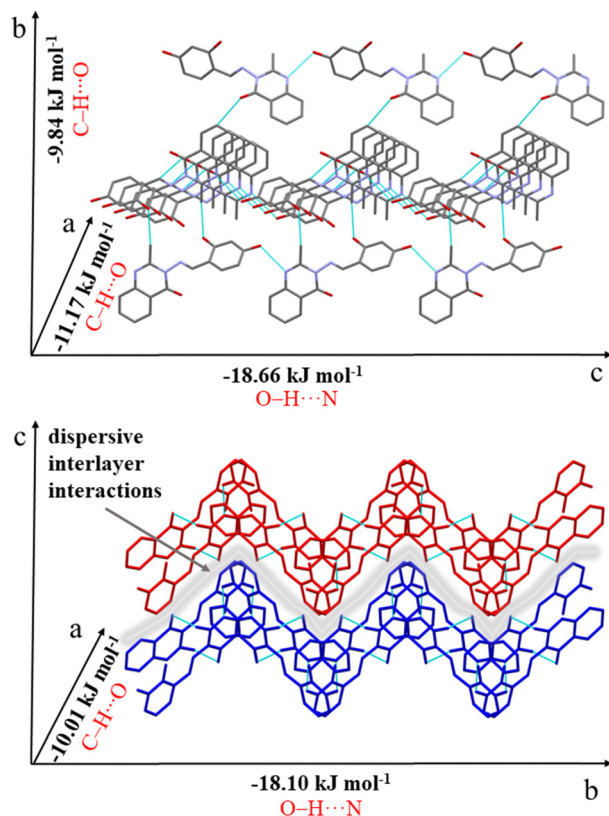 b
-9.84 kJ mol⁻¹
C–H···O
a
-11.17 kJ mol⁻¹
C–H···O
-18.66 kJ mol⁻¹
c
O–H···N
c
dispersive
interlayer
interactions
a
-10.01 kJ mol⁻¹
C–H···O
-18.10 kJ mol⁻¹
b
O–H···N